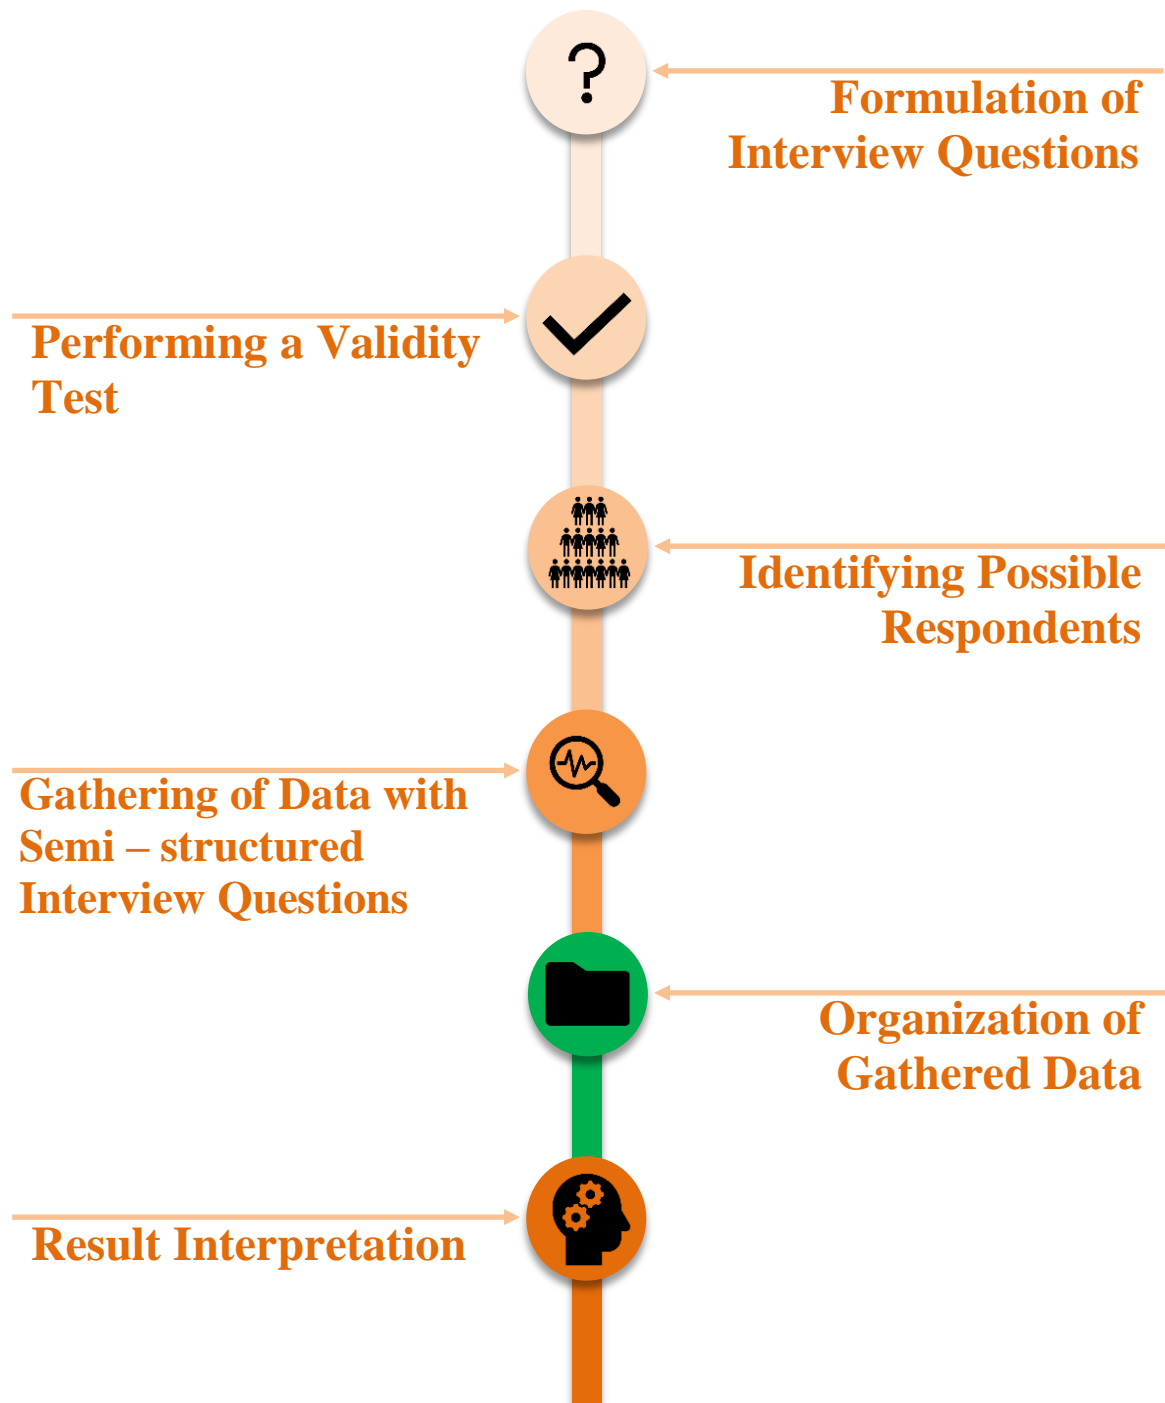 ?
Formulation of
Interview Questions
Performing a Validity
Test
Identifying Possible
Respondents
Gathering of Data with
Semi – structured
Interview Questions
Organization of
Gathered Data
Result Interpretation